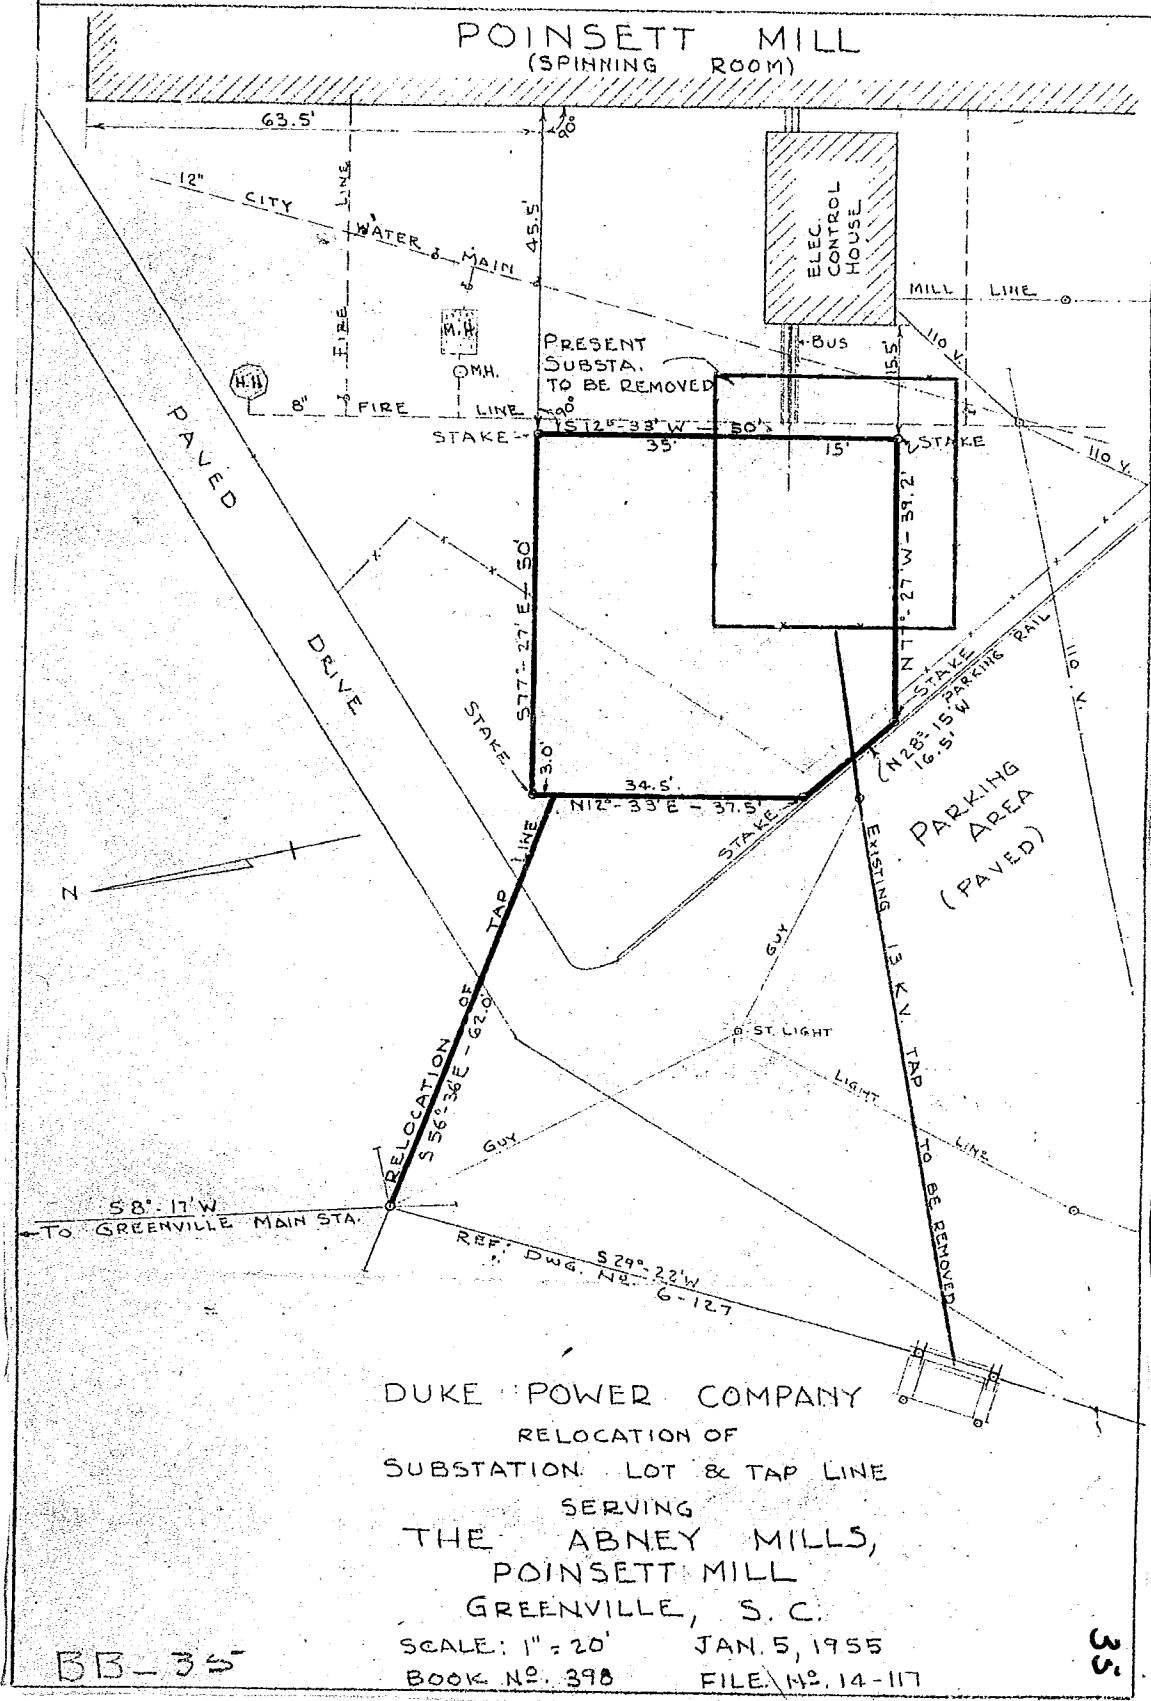 POINSETT MILL
(SPINNING ROOM)
63.5'
90°
12"
CITY
WATER
MAIN
FIRE LINE
45.5'
ELEC.
CONTROL
HOUSE
MILL LINE
110 V.
M.H.
M.H.
H.H
PRESENT
SUBSTA.
TO BE REMOVED
BUS
15.5'
8" FIRE LINE
90°
STAKE
S 12°-33' W - 50'
35'
15'
STAKE
110 V.
PAVED
DRIVE
S77°-27' E - 50'
N 77°-27' W - 39.2'
STAKE
PARKING RAIL
110 V.
STAKE
3.0'
34.5'
N12°-33' E - 37.5'
(N 28°-15' W
16.5'
STAKE
PARKING
AREA
(PAVED)
N
RELOCATION OF TAP LINE
S 56°-36' E - 62.0'
GUY
EXISTING 13 K.V. TAP TO BE REMOVED
ST. LIGHT
LIGHT LINE
GUY
S 8°-17' W
TO GREENVILLE MAIN STA.
S 29°-22' W
REF: DWG. No. 6-127
DUKE POWER COMPANY
RELOCATION OF
SUBSTATION LOT & TAP LINE
SERVING
THE ABNEY MILLS,
POINSETT MILL
GREENVILLE, S. C.
SCALE: 1" = 20' JAN. 5, 1955
BOOK No. 398 FILE No. 14-117
BB-35
35